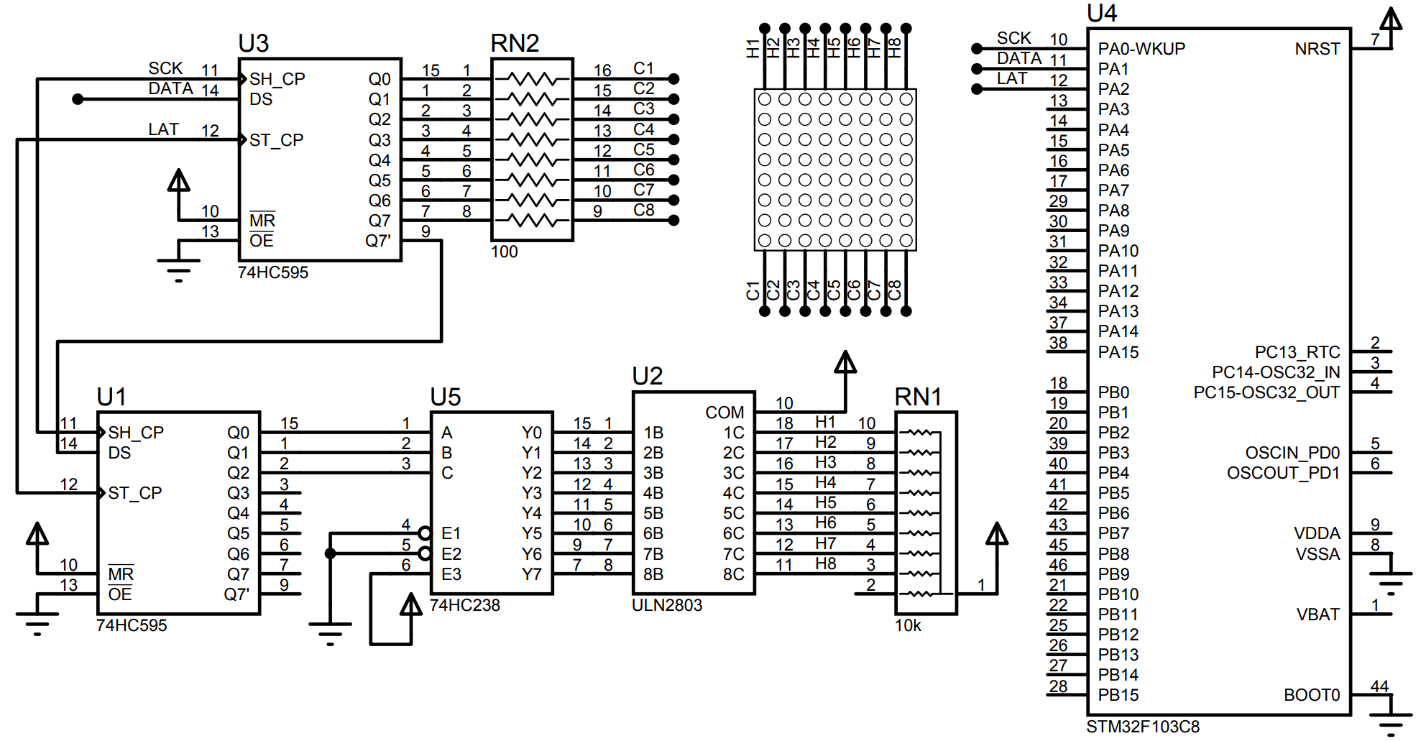 U3
SCK 11 SH_CP Q0 15
DATA 14 DS Q1 1
Q2 2
LAT 12 ST_CP Q3 3
Q4 4
Q5 5
Q6 6
10 MR Q7 7
13 OE Q7' 9
74HC595
RN2
1 16 C1
2 15 C2
3 14 C3
4 13 C4
5 12 C5
6 11 C6
7 10 C7
8 9 C8
100
H1 H2 H3 H4 H5 H6 H7 H8
C1 C2 C3 C4 C5 C6 C7 C8
U4
SCK 10 PA0-WKUP NRST 7
DATA 11 PA1
LAT 12 PA2
13 PA3
14 PA4
15 PA5
16 PA6
17 PA7
29 PA8
30 PA9
31 PA10
32 PA11
33 PA12
34 PA13
37 PA14
38 PA15
PC13_RTC 2
PC14-OSC32_IN 3
18 PB0 PC15-OSC32_OUT 4
19 PB1
20 PB2
39 PB3 OSCIN_PD0 5
40 PB4 OSCOUT_PD1 6
41 PB5
42 PB6
43 PB7 VDDA 9
45 PB8 VSSA 8
46 PB9
21 PB10
22 PB11 VBAT 1
25 PB12
26 PB13
27 PB14
28 PB15 BOOT0 44
STM32F103C8
U1
11 SH_CP Q0 15
14 DS Q1 1
Q2 2
12 ST_CP Q3 3
Q4 4
Q5 5
Q6 6
10 MR Q7 7
13 OE Q7' 9
74HC595
U5
1 A Y0 15
2 B Y1 14
3 C Y2 13
Y3 12
Y4 11
4 E1 Y5 10
5 E2 Y6 9
6 E3 Y7 7
74HC238
U2
COM 10
1 1B 1C 18 H1
2 2B 2C 17 H2
3 3B 3C 16 H3
4 4B 4C 15 H4
5 5B 5C 14 H5
6 6B 6C 13 H6
7 7B 7C 12 H7
8 8B 8C 11 H8
ULN2803
RN1
10
9
8
7
6
5
4
3
2 1
10k